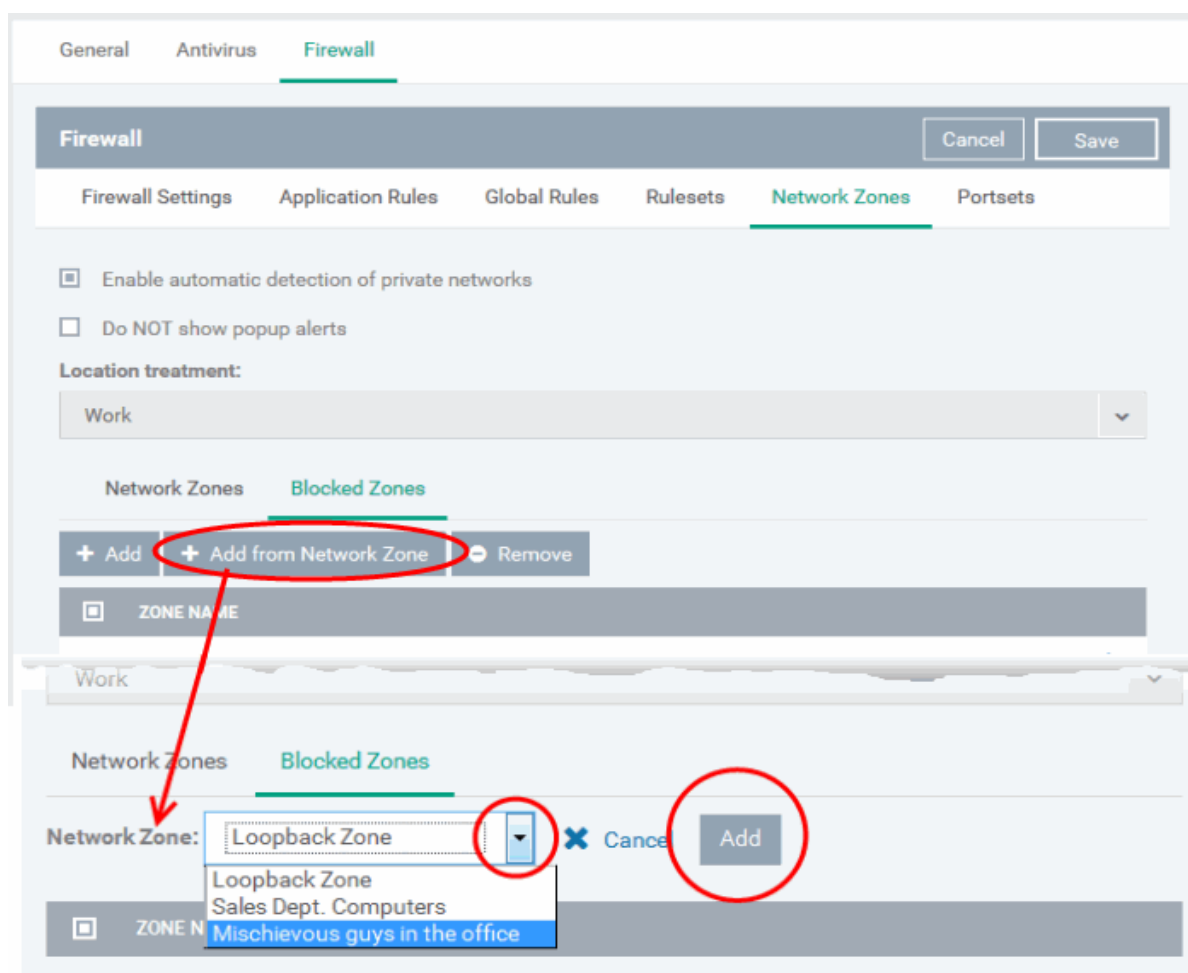 General Antivirus Firewall
Firewall Cancel Save
Firewall Settings Application Rules Global Rules Rulesets Network Zones Portsets
Enable automatic detection of private networks
Do NOT show popup alerts
Location treatment:
Work
Network Zones Blocked Zones
+ Add + Add from Network Zone Remove
ZONE NAME
Work
Network Zones Blocked Zones
Network Zone: Loopback Zone Cancel Add
Loopback Zone
Sales Dept. Computers
ZONE N Mischievous guys in the office